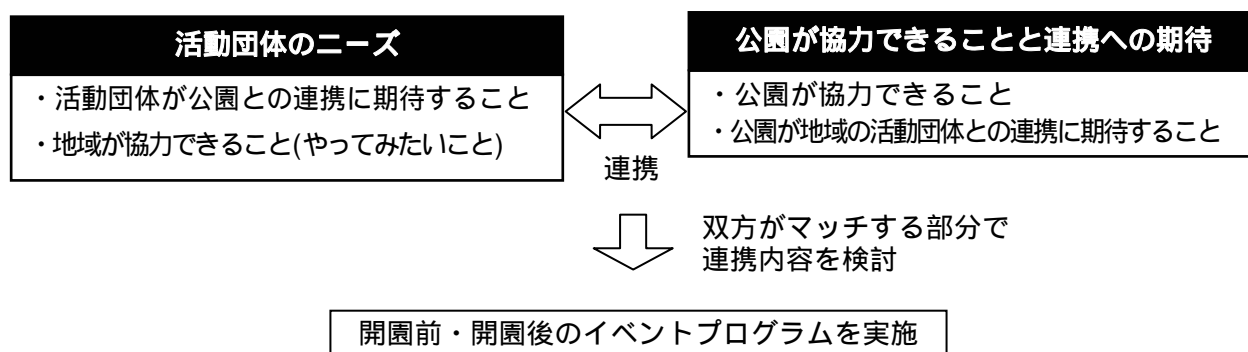 活動団体のニーズ
・活動団体が公園との連携に期待すること
・地域が協力できること(やってみたいこと)
公園が協力できることと連携への期待
・公園が協力できること
・公園が地域の活動団体との連携に期待すること
連携
双方がマッチする部分で
連携内容を検討
開園前・開園後のイベントプログラムを実施